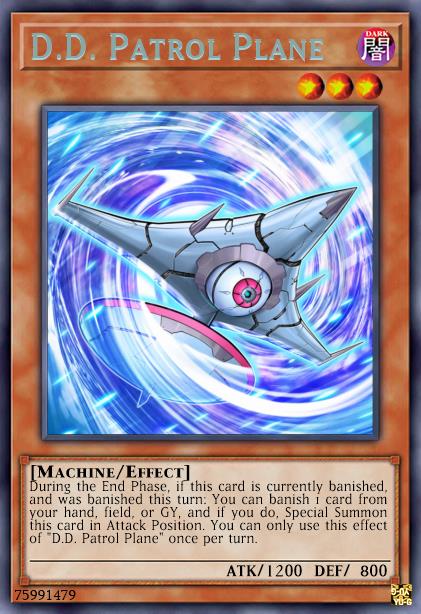 D.D. Patrol Plane
DARK
闇
[Machine/Effect]
During the End Phase, if this card is currently banished,
and was banished this turn: You can banish 1 card from
your hand, field, or GY, and if you do, Special Summon
this card in Attack Position. You can only use this effect
of "D.D. Patrol Plane" once per turn.
ATK/1200 DEF/ 800
75991479